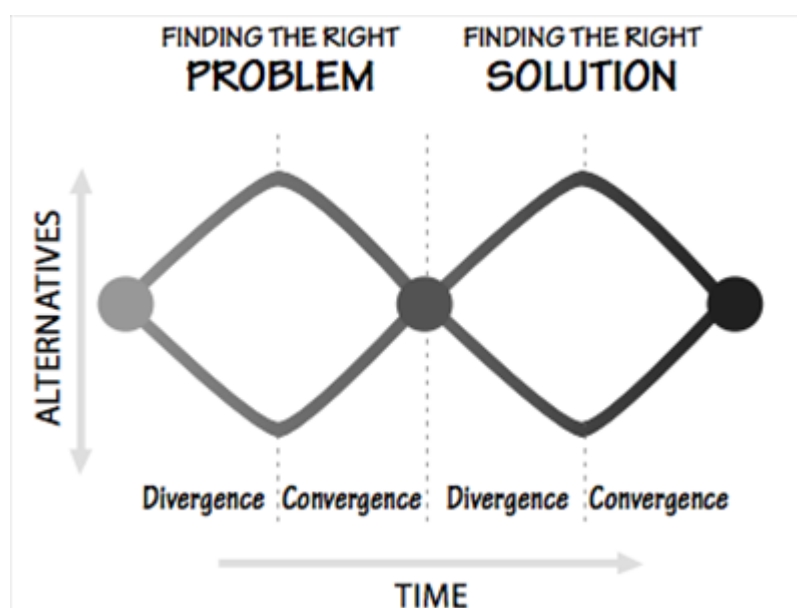 FINDING THE RIGHT
PROBLEM
FINDING THE RIGHT
SOLUTION
ALTERNATIVES
Divergence
Convergence
Divergence
Convergence
TIME